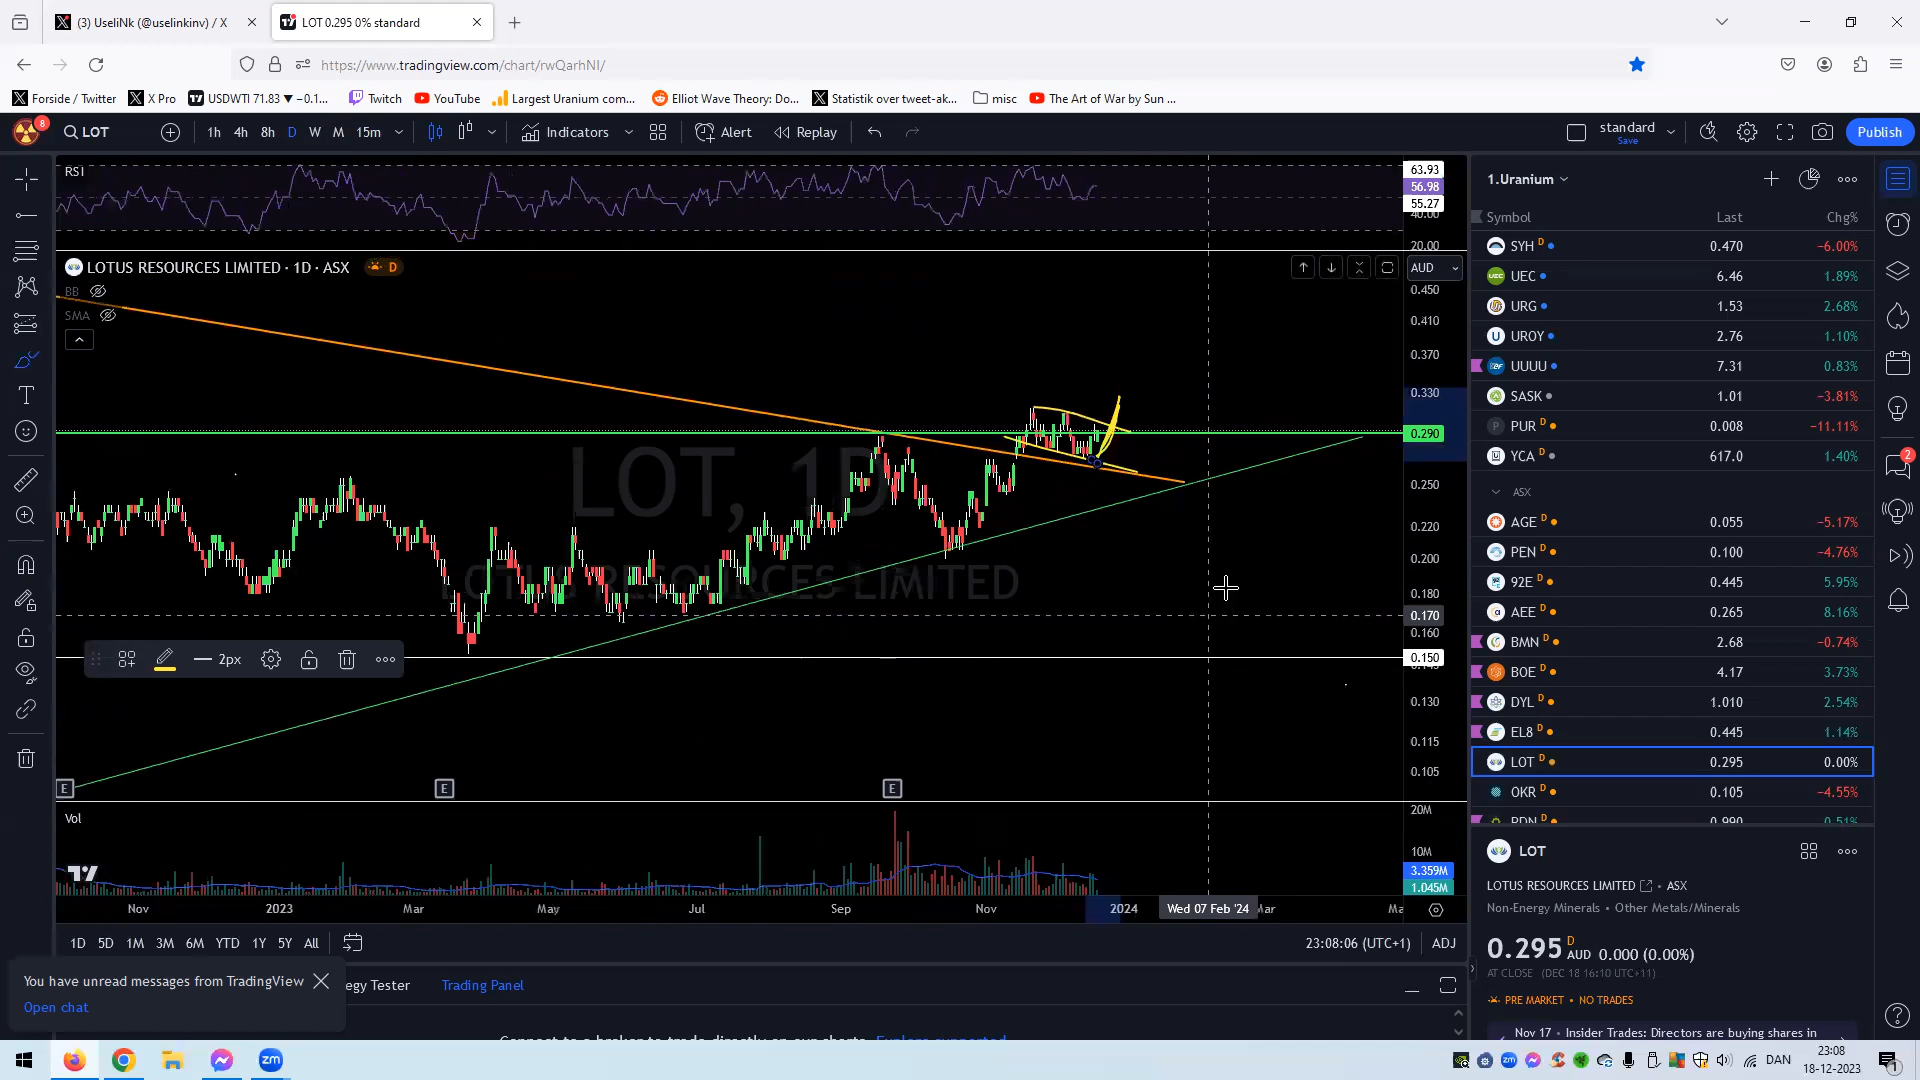 (3) UseliNk (@uselinkinv) / X
LOT 0.295 0% standard
https://www.tradingview.com/chart/rwQarhNI/
Forside / Twitter
X Pro
USDWTI 71.83 ▼ −0.1...
Twitch
YouTube
Largest Uranium com...
Elliot Wave Theory: Do...
Statistik over tweet-ak...
misc
The Art of War by Sun ...
8
LOT
1h 4h 8h D W M 15m
Indicators
Alert
Replay
standard
Save
Publish
RSI
63.93
56.98
55.27
40.00
20.00
LOTUS RESOURCES LIMITED · 1D · ASX
D
AUD
BB
SMA
0.450
0.410
0.370
0.330
0.290
0.250
0.220
0.200
0.180
0.170
0.160
0.150
0.130
0.115
0.105
LOT, 1D
LOTUS RESOURCES LIMITED
2px
E
E
E
Vol
20M
10M
3.359M
1.045M
Nov 2023 Mar May Jul Sep Nov 2024 Wed 07 Feb '24 Mar Ma
1D 5D 1M 3M 6M YTD 1Y 5Y All
23:08:06 (UTC+1) ADJ
You have unread messages from TradingView
Open chat
egy Tester
Trading Panel
1.Uranium
Symbol Last Chg%
SYH D 0.470 −6.00%
UEC 6.46 1.89%
URG 1.53 2.68%
UROY 2.76 1.10%
UUUU 7.31 0.83%
SASK 1.01 −3.81%
PUR D 0.008 −11.11%
YCA D 617.0 1.40%
ASX
AGE D 0.055 −5.17%
PEN D 0.100 −4.76%
92E D 0.445 5.95%
AEE D 0.265 8.16%
BMN D 2.68 −0.74%
BOE D 4.17 3.73%
DYL D 1.010 2.54%
EL8 D 0.445 1.14%
LOT D 0.295 0.00%
OKR D 0.105 −4.55%
PDN D 0.990 0.51%
2
LOT
LOTUS RESOURCES LIMITED • ASX
Non-Energy Minerals • Other Metals/Minerals
0.295 D AUD 0.000 (0.00%)
AT CLOSE (DEC 18 16:10 UTC+11)
PRE MARKET • NO TRADES
Nov 17 • Insider Trades: Directors are buying shares in
zm
DAN
23:08
18-12-2023
1